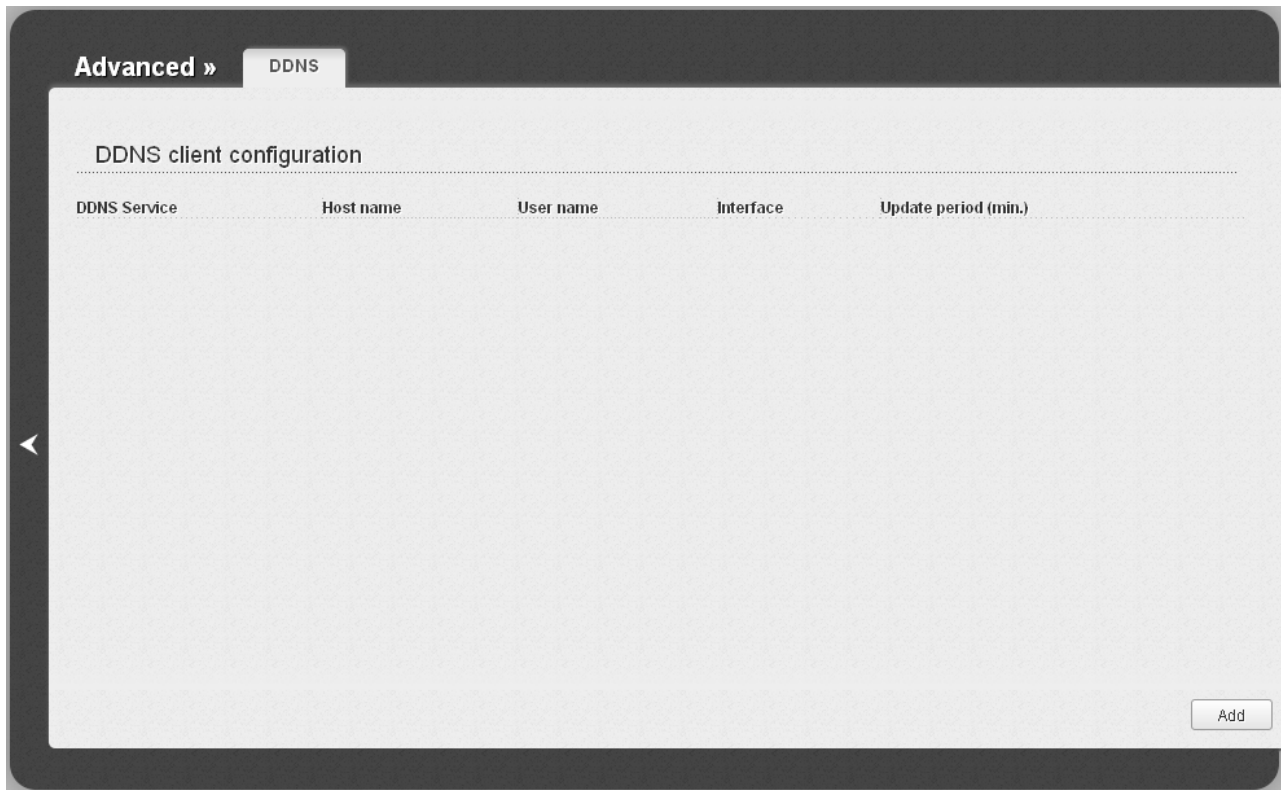 Advanced » DDNS
DDNS client configuration
DDNS Service Host name User name Interface Update period (min.)
Add